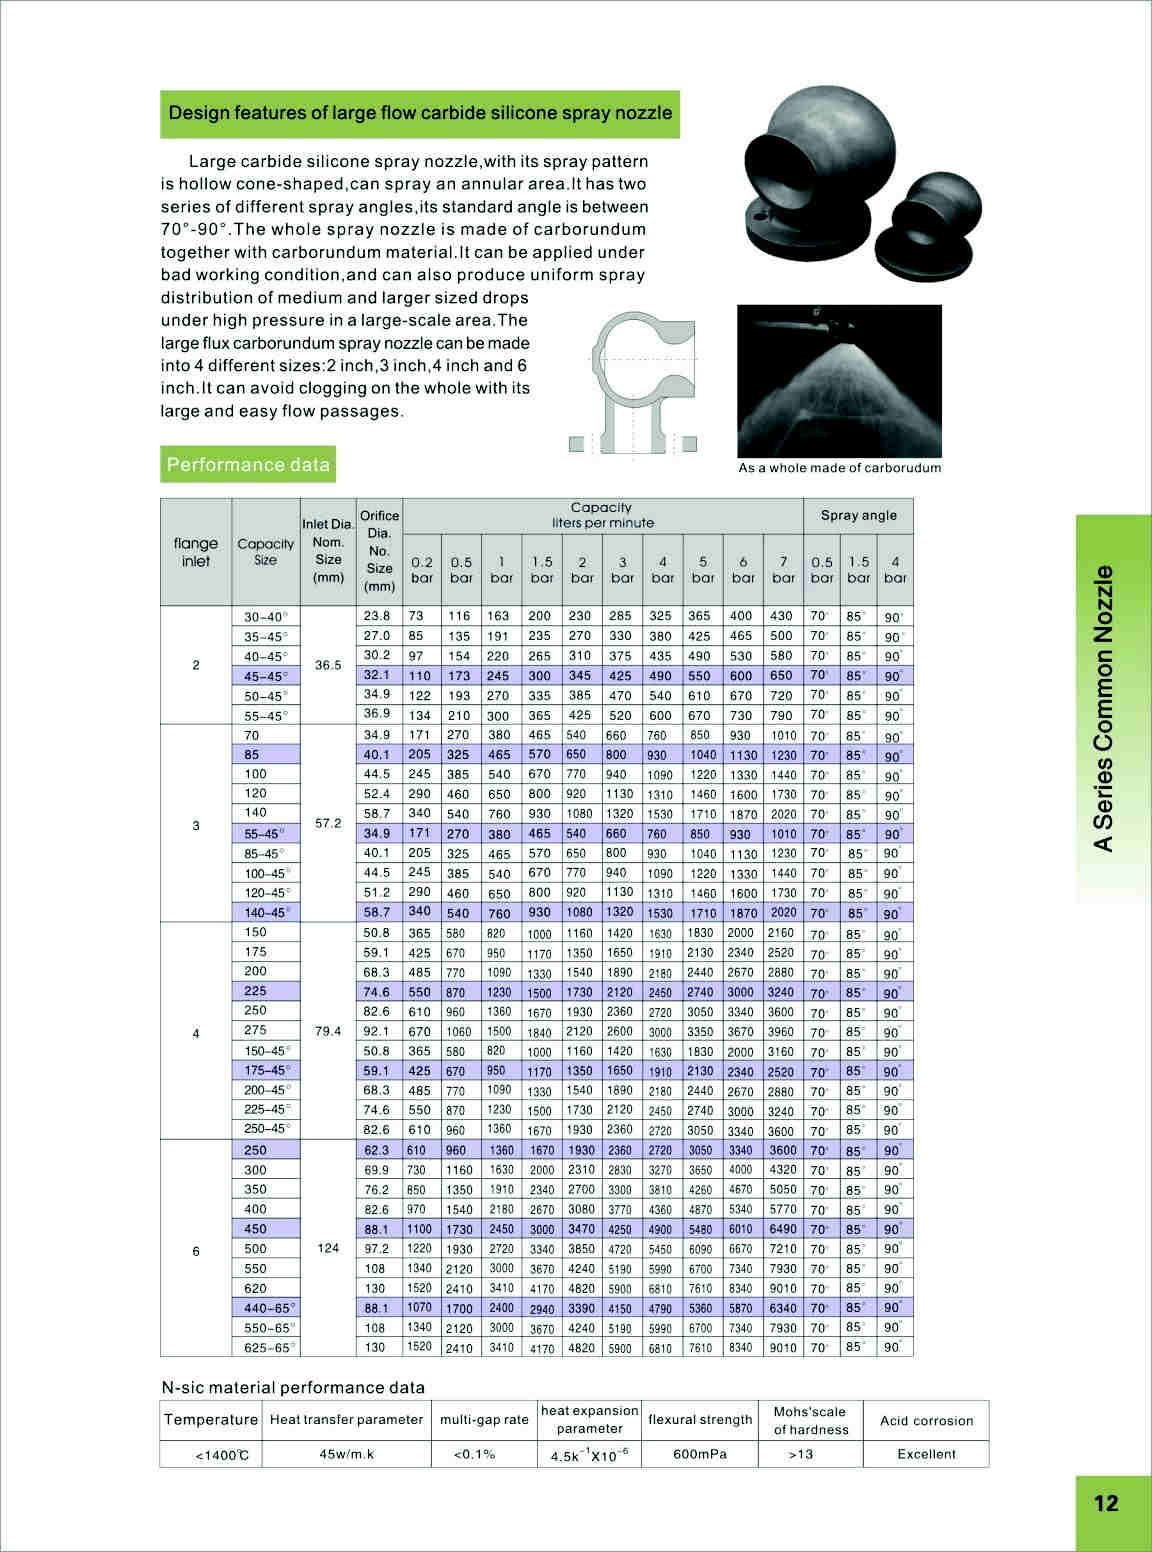 Design features of large flow carbide silicone spray nozzle
Large carbide silicone spray nozzle,with its spray pattern
is hollow cone-shaped,can spray an annular area.It has two
series of different spray angles,its standard angle is between
70°-90°.The whole spray nozzle is made of carborundum
together with carborundum material.It can be applied under
bad working condition,and can also produce uniform spray
distribution of medium and larger sized drops
under high pressure in a large-scale area.The
large flux carborundum spray nozzle can be made
into 4 different sizes:2 inch,3 inch,4 inch and 6
inch.It can avoid clogging on the whole with its
large and easy flow passages.
As a whole made of carborudum
Performance data
flange inlet | Capacity Size | Inlet Dia. Nom. Size (mm) | Orifice Dia. No. Size (mm) | Capacity liters per minute | Spray angle
0.2 bar | 0.5 bar | 1 bar | 1.5 bar | 2 bar | 3 bar | 4 bar | 5 bar | 6 bar | 7 bar | 0.5 bar | 1.5 bar | 4 bar
2 36.5
30-40° 23.8 73 116 163 200 230 285 325 365 400 430 70° 85° 90°
35-45° 27.0 85 135 191 235 270 330 380 425 465 500 70° 85° 90°
40-45° 30.2 97 154 220 265 310 375 435 490 530 580 70° 85° 90°
45-45° 32.1 110 173 245 300 345 425 490 550 600 650 70° 85° 90°
50-45° 34.9 122 193 270 335 385 470 540 610 670 720 70° 85° 90°
55-45° 36.9 134 210 300 365 425 520 600 670 730 790 70° 85° 90°
3 57.2
70 34.9 171 270 380 465 540 660 760 850 930 1010 70° 85° 90°
85 40.1 205 325 465 570 650 800 930 1040 1130 1230 70° 85° 90°
100 44.5 245 385 540 670 770 940 1090 1220 1330 1440 70° 85° 90°
120 52.4 290 460 650 800 920 1130 1310 1460 1600 1730 70° 85° 90°
140 58.7 340 540 760 930 1080 1320 1530 1710 1870 2020 70° 85° 90°
55-45° 34.9 171 270 380 465 540 660 760 850 930 1010 70° 85° 90°
85-45° 40.1 205 325 465 570 650 800 930 1040 1130 1230 70° 85° 90°
100-45° 44.5 245 385 540 670 770 940 1090 1220 1330 1440 70° 85° 90°
120-45° 51.2 290 460 650 800 920 1130 1310 1460 1600 1730 70° 85° 90°
140-45° 58.7 340 540 760 930 1080 1320 1530 1710 1870 2020 70° 85° 90°
4 79.4
150 50.8 365 580 820 1000 1160 1420 1630 1830 2000 2160 70° 85° 90°
175 59.1 425 670 950 1170 1350 1650 1910 2130 2340 2520 70° 85° 90°
200 68.3 485 770 1090 1330 1540 1890 2180 2440 2670 2880 70° 85° 90°
225 74.6 550 870 1230 1500 1730 2120 2450 2740 3000 3240 70° 85° 90°
250 82.6 610 960 1360 1670 1930 2360 2720 3050 3340 3600 70° 85° 90°
275 92.1 670 1060 1500 1840 2120 2600 3000 3350 3670 3960 70° 85° 90°
150-45° 50.8 365 580 820 1000 1160 1420 1630 1830 2000 3160 70° 85° 90°
175-45° 59.1 425 670 950 1170 1350 1650 1910 2130 2340 2520 70° 85° 90°
200-45° 68.3 485 770 1090 1330 1540 1890 2180 2440 2670 2880 70° 85° 90°
225-45° 74.6 550 870 1230 1500 1730 2120 2450 2740 3000 3240 70° 85° 90°
250-45° 82.6 610 960 1360 1670 1930 2360 2720 3050 3340 3600 70° 85° 90°
6 124
250 62.3 610 960 1360 1670 1930 2360 2720 3050 3340 3600 70° 85° 90°
300 69.9 730 1160 1630 2000 2310 2830 3270 3650 4000 4320 70° 85° 90°
350 76.2 850 1350 1910 2340 2700 3300 3810 4260 4670 5050 70° 85° 90°
400 82.6 970 1540 2180 2670 3080 3770 4360 4870 5340 5770 70° 85° 90°
450 88.1 1100 1730 2450 3000 3470 4250 4900 5480 6010 6490 70° 85° 90°
500 97.2 1220 1930 2720 3340 3850 4720 5450 6090 6670 7210 70° 85° 90°
550 108 1340 2120 3000 3670 4240 5190 5990 6700 7340 7930 70° 85° 90°
620 130 1520 2410 3410 4170 4820 5900 6810 7610 8340 9010 70° 85° 90°
440-65° 88.1 1070 1700 2400 2940 3390 4150 4790 5360 5870 6340 70° 85° 90°
550-65° 108 1340 2120 3000 3670 4240 5190 5990 6700 7340 7930 70° 85° 90°
625-65° 130 1520 2410 3410 4170 4820 5900 6810 7610 8340 9010 70° 85° 90°
N-sic material performance data
Temperature | Heat transfer parameter | multi-gap rate | heat expansion parameter | flexural strength | Mohs'scale of hardness | Acid corrosion
<1400℃ | 45w/m.k | <0.1% | 4.5k⁻¹X10⁻⁶ | 600mPa | >13 | Excellent
A Series Common Nozzle
12